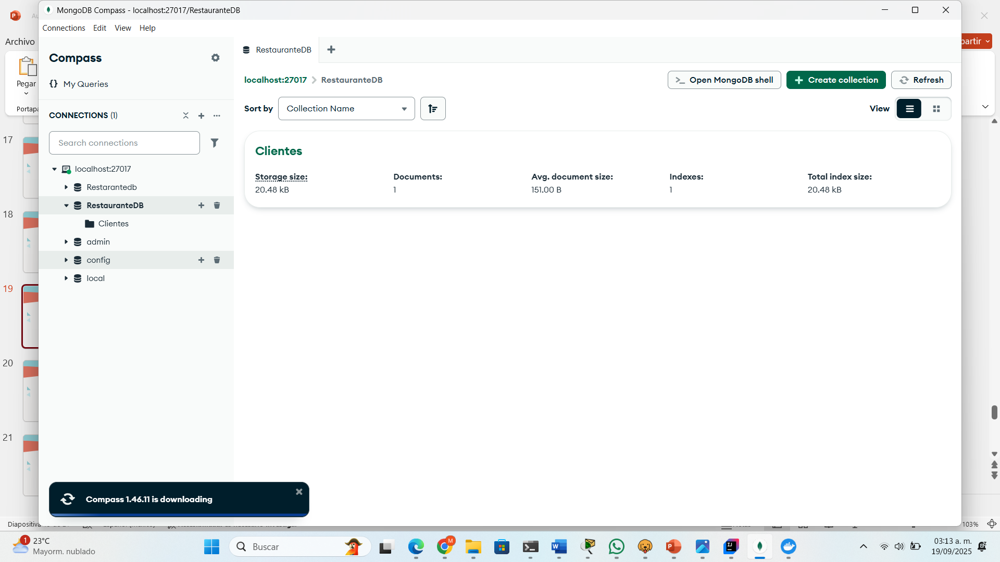 MongoDB Compass - localhost:27017/RestauranteDB
Connections Edit View Help
Archivo
Pegar
Compass
My Queries
CONNECTIONS (1)
Search connections
localhost:27017
Restarantedb
RestauranteDB
Clientes
admin
config
local
RestauranteDB
localhost:27017 > RestauranteDB
>_ Open MongoDB shell
+ Create collection
Refresh
Sort by Collection Name
View
Clientes
Storage size: Documents: Avg. document size: Indexes: Total index size:
20.48 kB 1 151.00 B 1 20.48 kB
17
18
19
20
21
Compass 1.46.11 is downloading
103%
1
23°C
Mayorm. nublado
Buscar
M
03:13 a. m.
19/09/2025